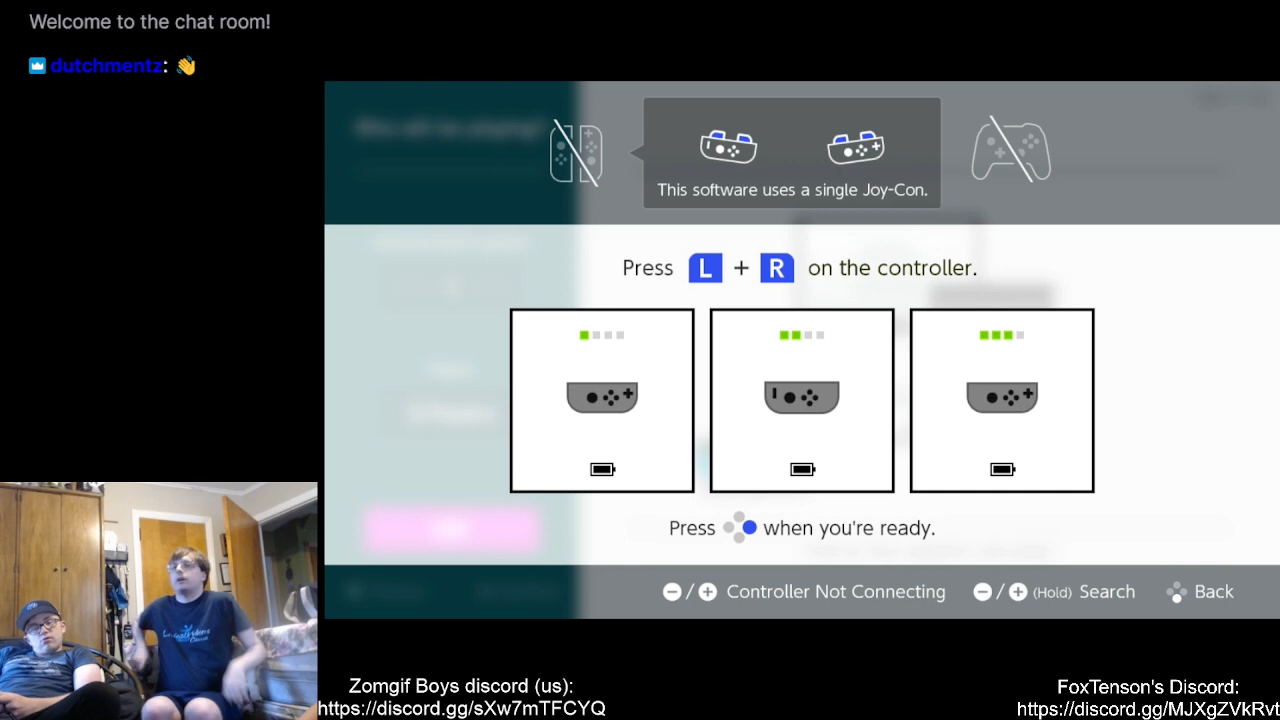 Welcome to the chat room!
dutchmentz: 👋
This software uses a single Joy-Con.
Press L + R on the controller.
Press when you're ready.
−/+ Controller Not Connecting −/+ (Hold) Search Back
Zomgif Boys discord (us):
https://discord.gg/sXw7mTFCYQ
FoxTenson's Discord:
https://discord.gg/MJXgZVkRvt